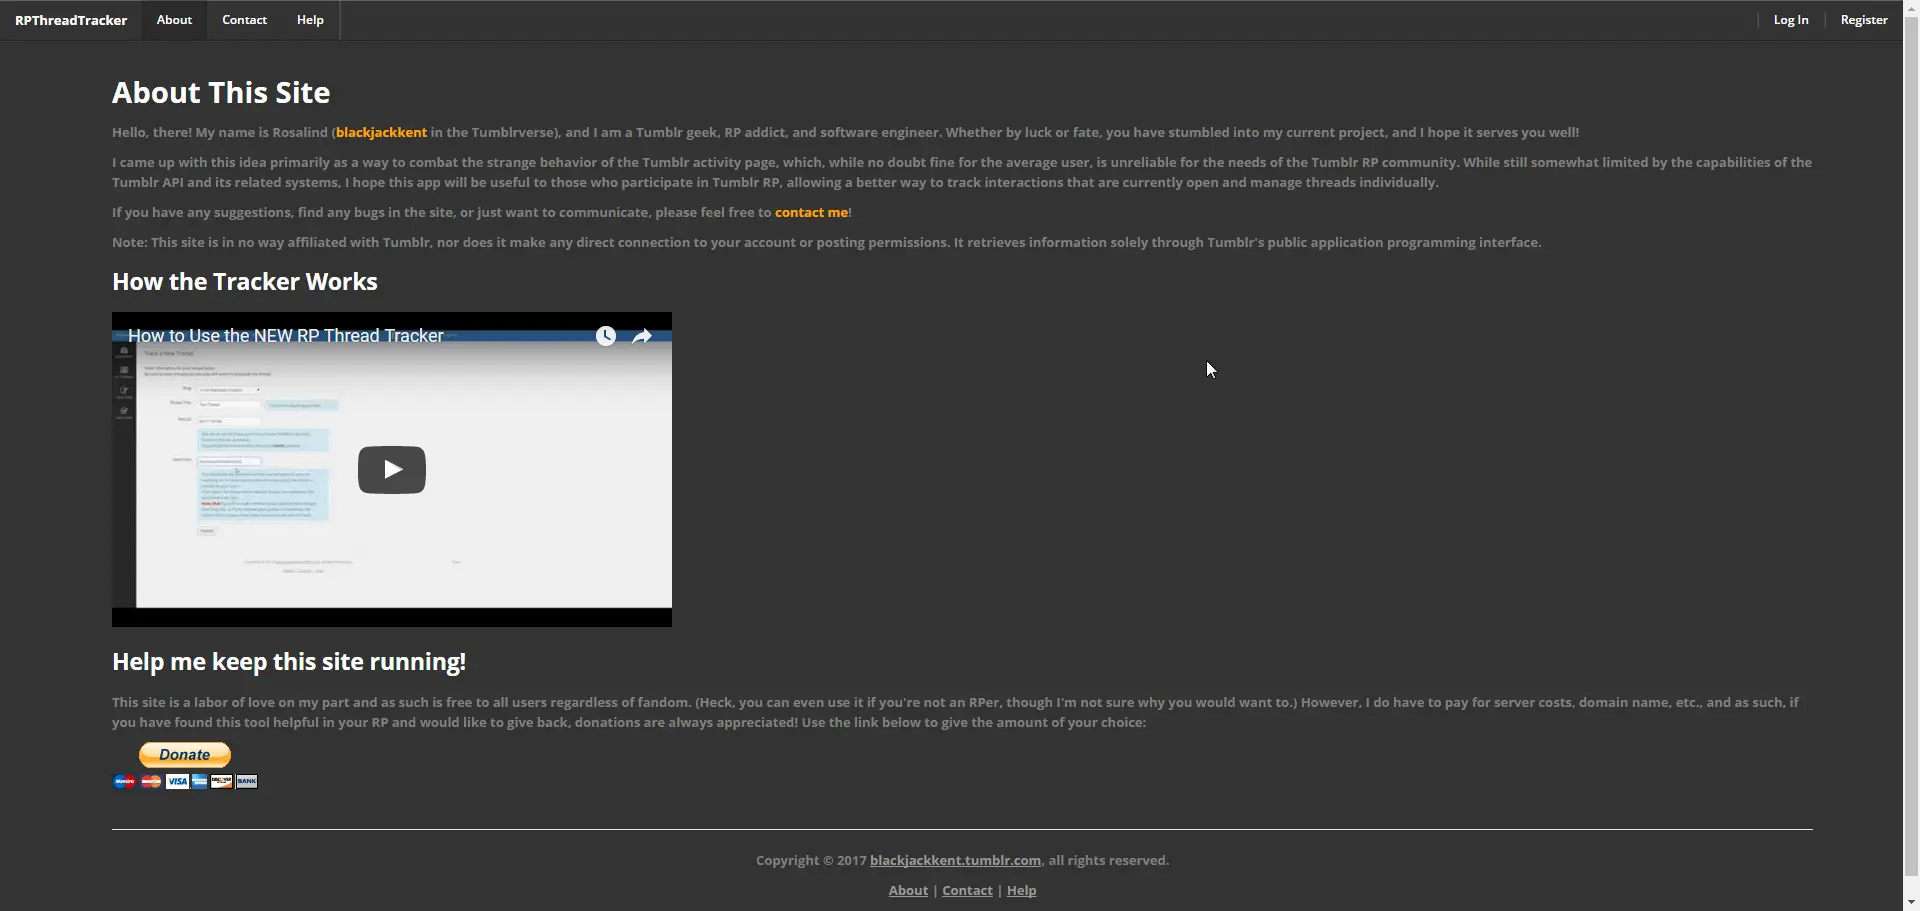 RPThreadTracker About Contact Help Log In Register
About This Site
Hello, there! My name is Rosalind (blackjackkent in the Tumblrverse), and I am a Tumblr geek, RP addict, and software engineer. Whether by luck or fate, you have stumbled into my current project, and I hope it serves you well!
I came up with this idea primarily as a way to combat the strange behavior of the Tumblr activity page, which, while no doubt fine for the average user, is unreliable for the needs of the Tumblr RP community. While still somewhat limited by the capabilities of the
Tumblr API and its related systems, I hope this app will be useful to those who participate in Tumblr RP, allowing a better way to track interactions that are currently open and manage threads individually.
If you have any suggestions, find any bugs in the site, or just want to communicate, please feel free to contact me!
Note: This site is in no way affiliated with Tumblr, nor does it make any direct connection to your account or posting permissions. It retrieves information solely through Tumblr's public application programming interface.
How the Tracker Works
How to Use the NEW RP Thread Tracker
Track a New Thread
Help me keep this site running!
This site is a labor of love on my part and as such is free to all users regardless of fandom. (Heck, you can even use it if you're not an RPer, though I'm not sure why you would want to.) However, I do have to pay for server costs, domain name, etc., and as such, if
you have found this tool helpful in your RP and would like to give back, donations are always appreciated! Use the link below to give the amount of your choice:
Donate
VISA BANK
Copyright © 2017 blackjackkent.tumblr.com, all rights reserved.
About | Contact | Help